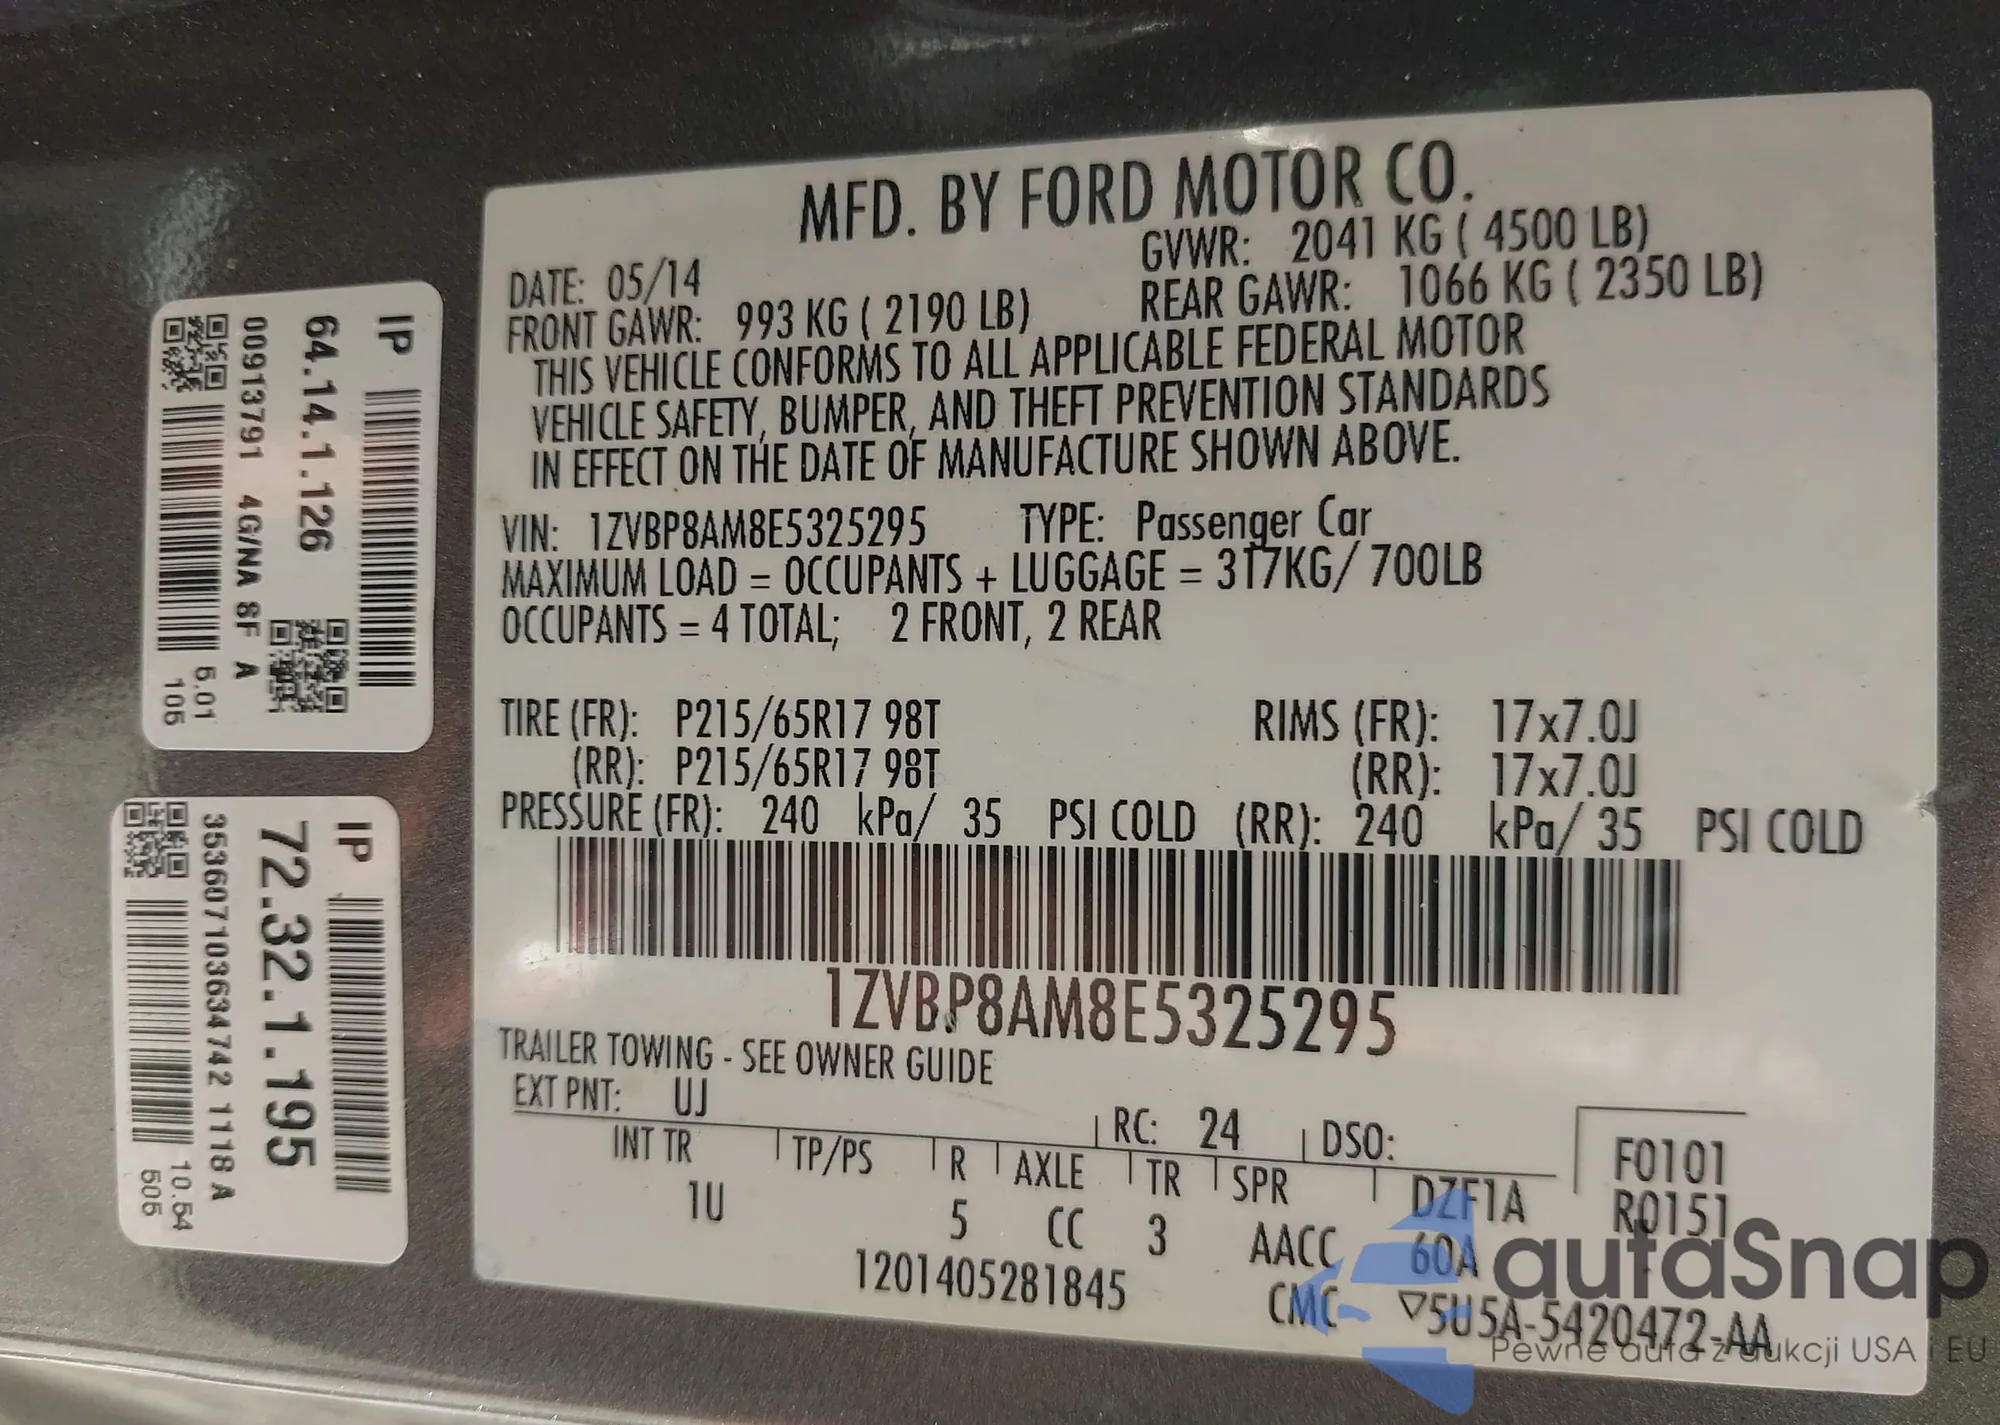 MFD. BY FORD MOTOR CO.
DATE: 05/14
GVWR: 2041 KG ( 4500 LB)
FRONT GAWR: 993 KG ( 2190 LB)
REAR GAWR: 1066 KG ( 2350 LB)
THIS VEHICLE CONFORMS TO ALL APPLICABLE FEDERAL MOTOR
VEHICLE SAFETY, BUMPER, AND THEFT PREVENTION STANDARDS
IN EFFECT ON THE DATE OF MANUFACTURE SHOWN ABOVE.
VIN: 1ZVBP8AM8E5325295 TYPE: Passenger Car
MAXIMUM LOAD = OCCUPANTS + LUGGAGE = 317KG/ 700LB
OCCUPANTS = 4 TOTAL; 2 FRONT, 2 REAR
TIRE (FR): P215/65R17 98T RIMS (FR): 17x7.0J
(RR): P215/65R17 98T (RR): 17x7.0J
PRESSURE (FR): 240 kPa/ 35 PSI COLD (RR): 240 kPa/ 35 PSI COLD
1ZVBP8AM8E5325295
TRAILER TOWING - SEE OWNER GUIDE
EXT PNT: UJ RC: 24 DSO: F0101
INT TR TP/PS R AXLE TR SPR DZF1A R0151
1U 5 CC 3 AACC 60A
1201405281845 CMC ▽5U5A-5420472-AA
IP
64.14.1.126
00913791 4G/NA 8F A
6.01
105
IP
72.32.1.195
3536071036347421118 A
10.54
505
autaSnap
Pewne auta z aukcji USA i EU